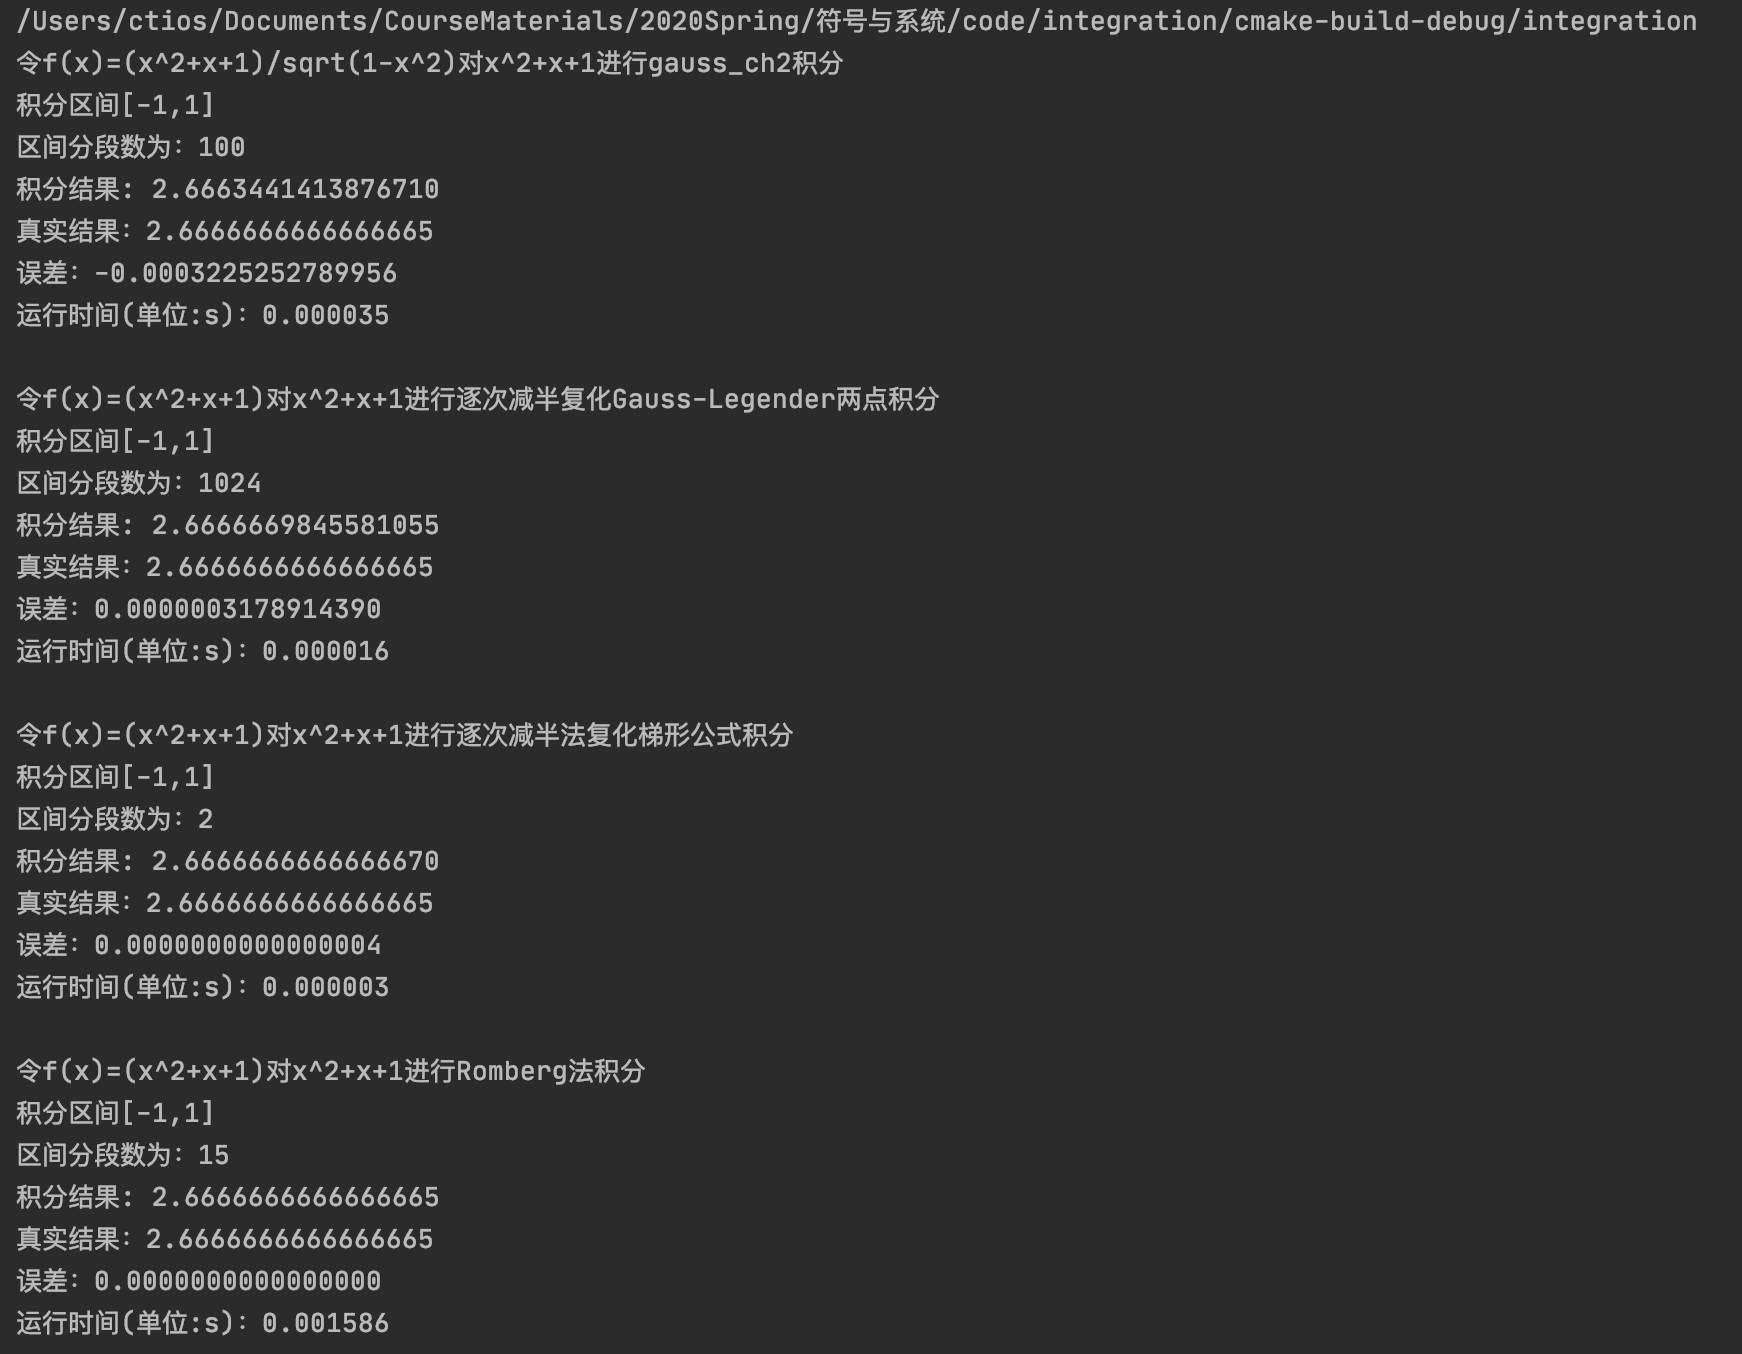 /Users/ctios/Documents/CourseMaterials/2020Spring/符号与系统/code/integration/cmake-build-debug/integration
令f(x)=(x^2+x+1)/sqrt(1-x^2)对x^2+x+1进行gauss_ch2积分
积分区间[-1,1]
区间分段数为：100
积分结果： 2.6663441413876710
真实结果：2.6666666666666665
误差：-0.0003225252789956
运行时间(单位:s)：0.000035
令f(x)=(x^2+x+1)对x^2+x+1进行逐次减半复化Gauss-Legender两点积分
积分区间[-1,1]
区间分段数为：1024
积分结果： 2.6666669845581055
真实结果：2.6666666666666665
误差：0.0000003178914390
运行时间(单位:s)：0.000016
令f(x)=(x^2+x+1)对x^2+x+1进行逐次减半法复化梯形公式积分
积分区间[-1,1]
区间分段数为：2
积分结果： 2.6666666666666670
真实结果：2.6666666666666665
误差：0.0000000000000004
运行时间(单位:s)：0.000003
令f(x)=(x^2+x+1)对x^2+x+1进行Romberg法积分
积分区间[-1,1]
区间分段数为：15
积分结果： 2.6666666666666665
真实结果：2.6666666666666665
误差：0.0000000000000000
运行时间(单位:s)：0.001586